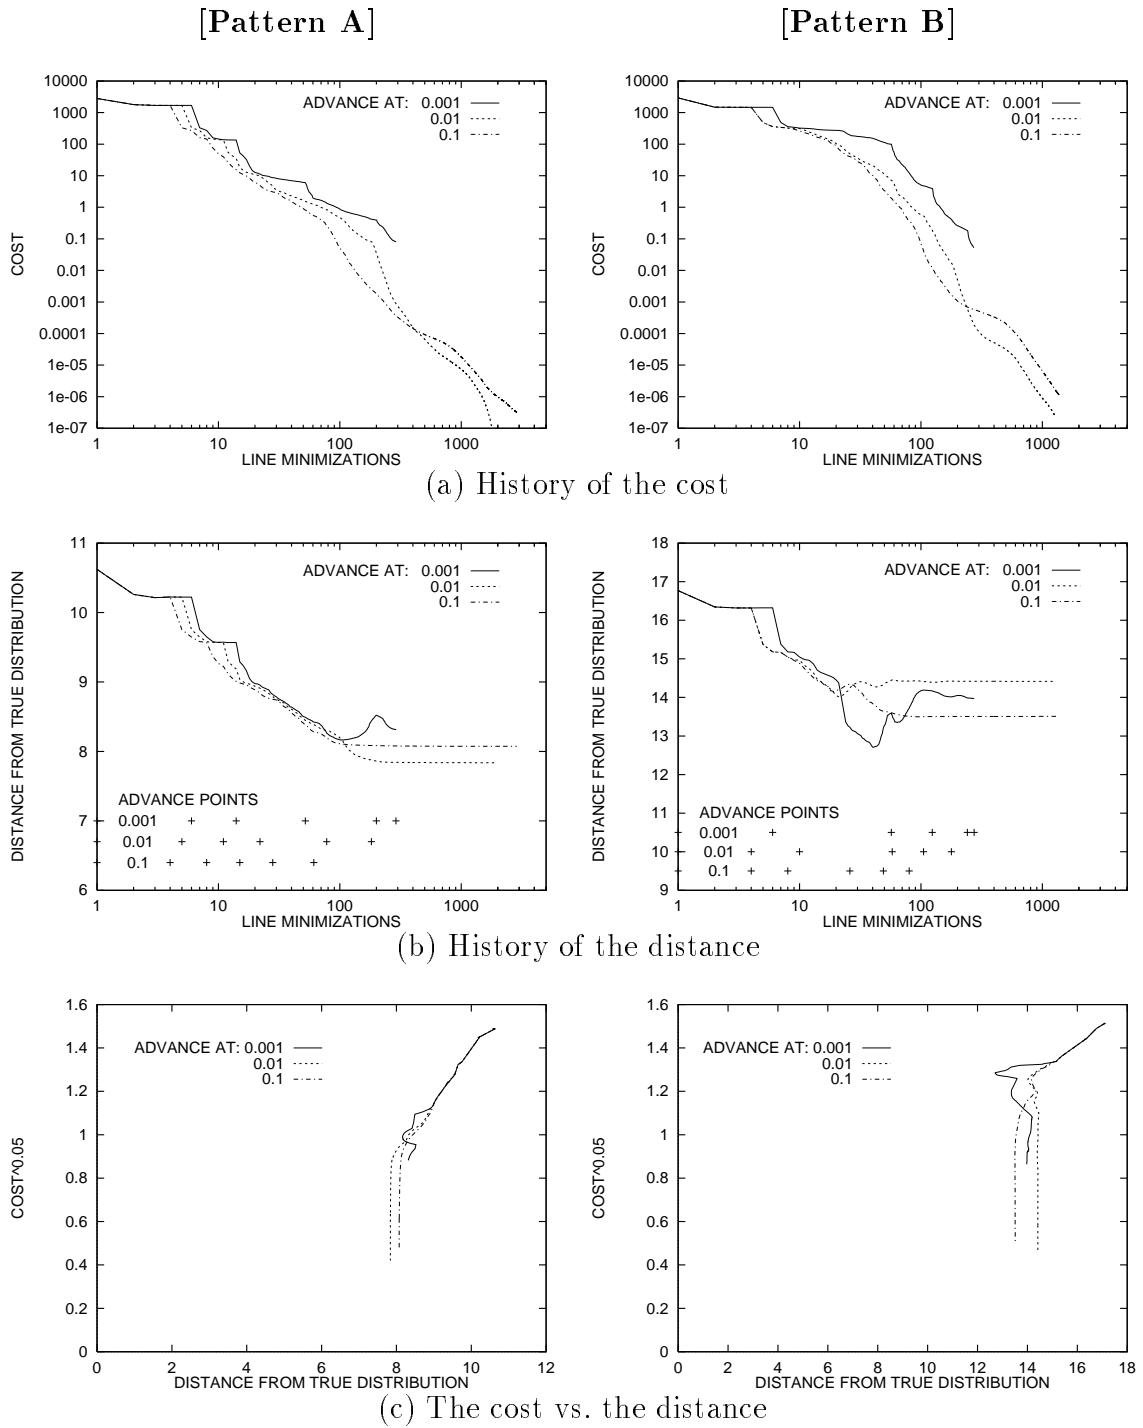 [Pattern A]
[Pattern B]
10000
1000
100
10
1
0.1
0.01
0.001
0.0001
1e-05
1e-06
1e-07
COST
ADVANCE AT: 0.001
0.01
0.1
1 10 100 1000
LINE MINIMIZATIONS
10000
1000
100
10
1
0.1
0.01
0.001
0.0001
1e-05
1e-06
1e-07
COST
ADVANCE AT: 0.001
0.01
0.1
1 10 100 1000
LINE MINIMIZATIONS
(a) History of the cost
11
10
9
8
7
6
DISTANCE FROM TRUE DISTRIBUTION
ADVANCE AT: 0.001
0.01
0.1
ADVANCE POINTS
0.001
0.01
0.1
1 10 100 1000
LINE MINIMIZATIONS
18
17
16
15
14
13
12
11
10
9
DISTANCE FROM TRUE DISTRIBUTION
ADVANCE AT: 0.001
0.01
0.1
ADVANCE POINTS
0.001
0.01
0.1
1 10 100 1000
LINE MINIMIZATIONS
(b) History of the distance
1.6
1.4
1.2
1
0.8
0.6
0.4
0.2
0
COST^0.05
ADVANCE AT: 0.001
0.01
0.1
0 2 4 6 8 10 12
DISTANCE FROM TRUE DISTRIBUTION
1.6
1.4
1.2
1
0.8
0.6
0.4
0.2
0
COST^0.05
ADVANCE AT: 0.001
0.01
0.1
0 2 4 6 8 10 12 14 16 18
DISTANCE FROM TRUE DISTRIBUTION
(c) The cost vs. the distance